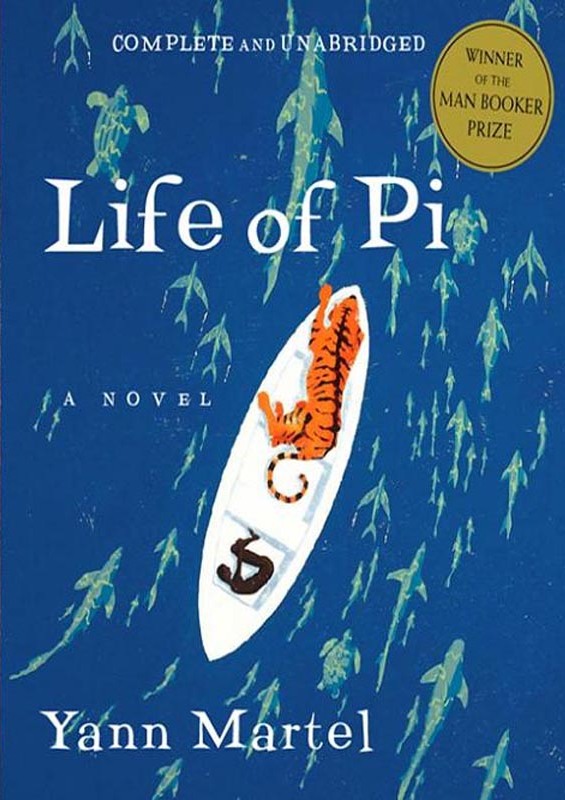 COMPLETE AND UNABRIDGED
WINNER
OF THE
MAN BOOKER
PRIZE
Life of Pi
A NOVEL
Yann Martel